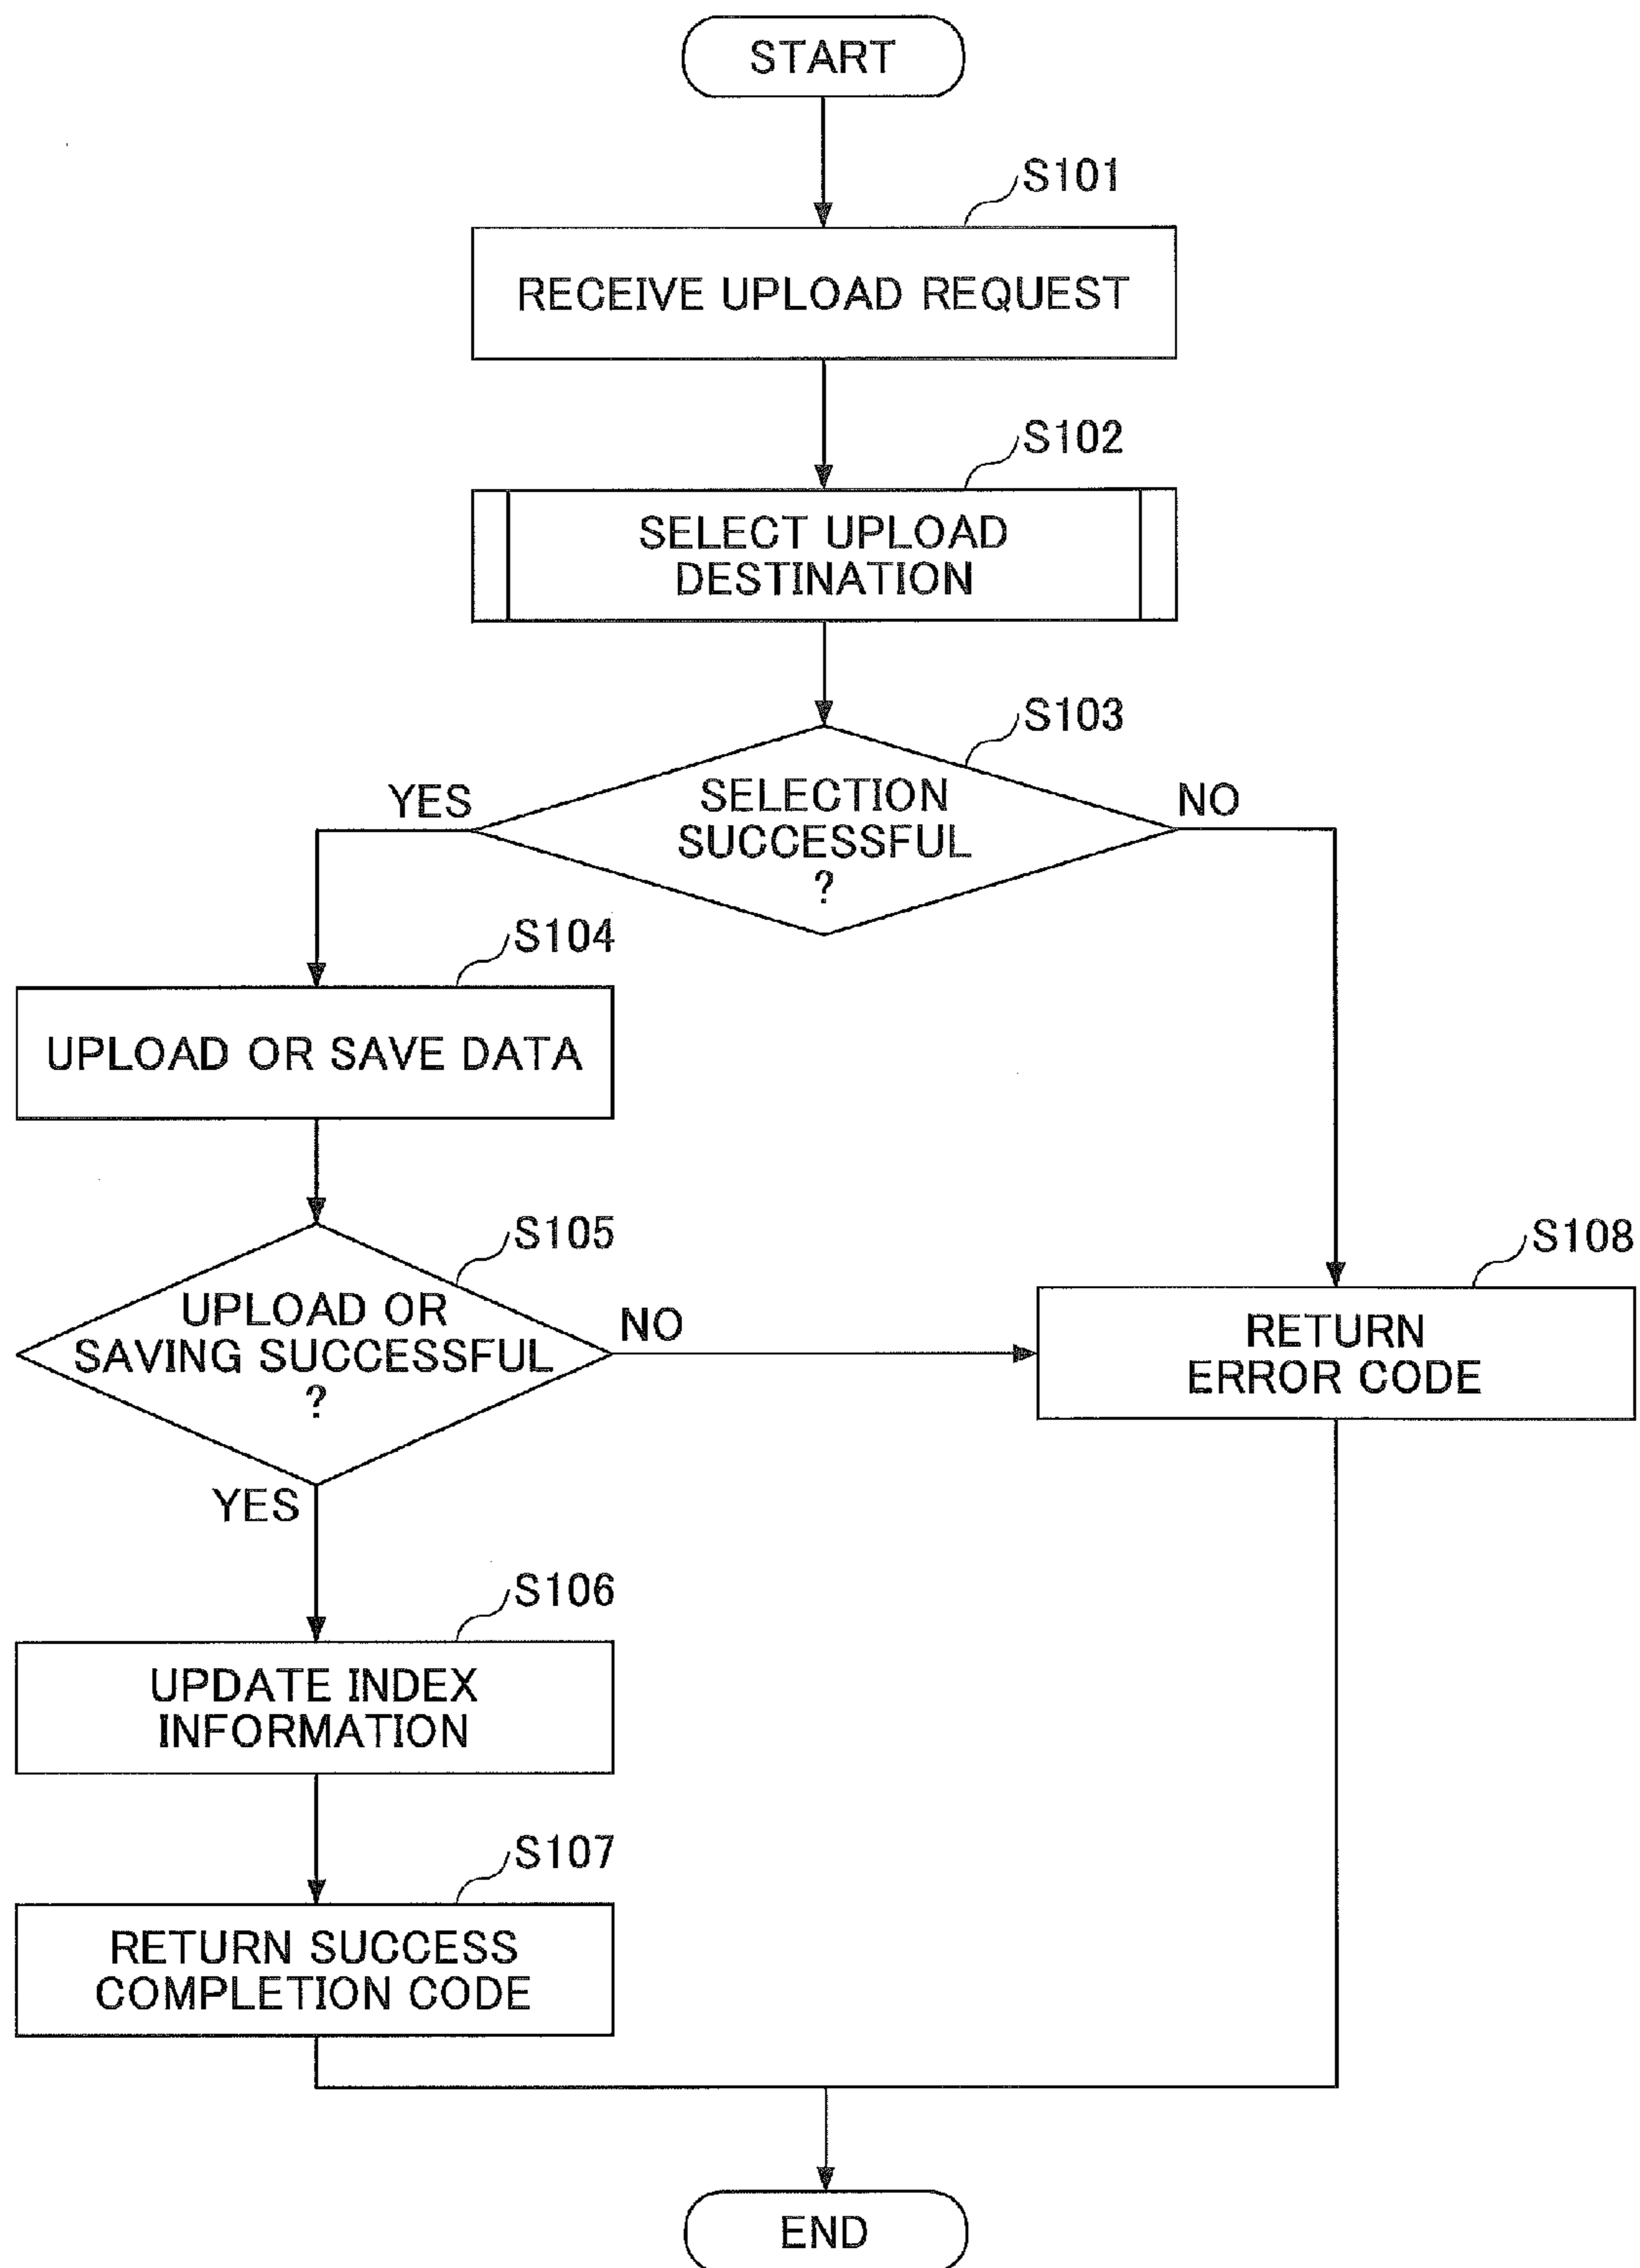 START
S101
RECEIVE UPLOAD REQUEST
S102
SELECT UPLOAD
DESTINATION
S103
YES
SELECTION
SUCCESSFUL
?
NO
S104
UPLOAD OR SAVE DATA
S105
UPLOAD OR
SAVING SUCCESSFUL
?
NO
S108
RETURN
ERROR CODE
YES
S106
UPDATE INDEX
INFORMATION
S107
RETURN SUCCESS
COMPLETION CODE
END